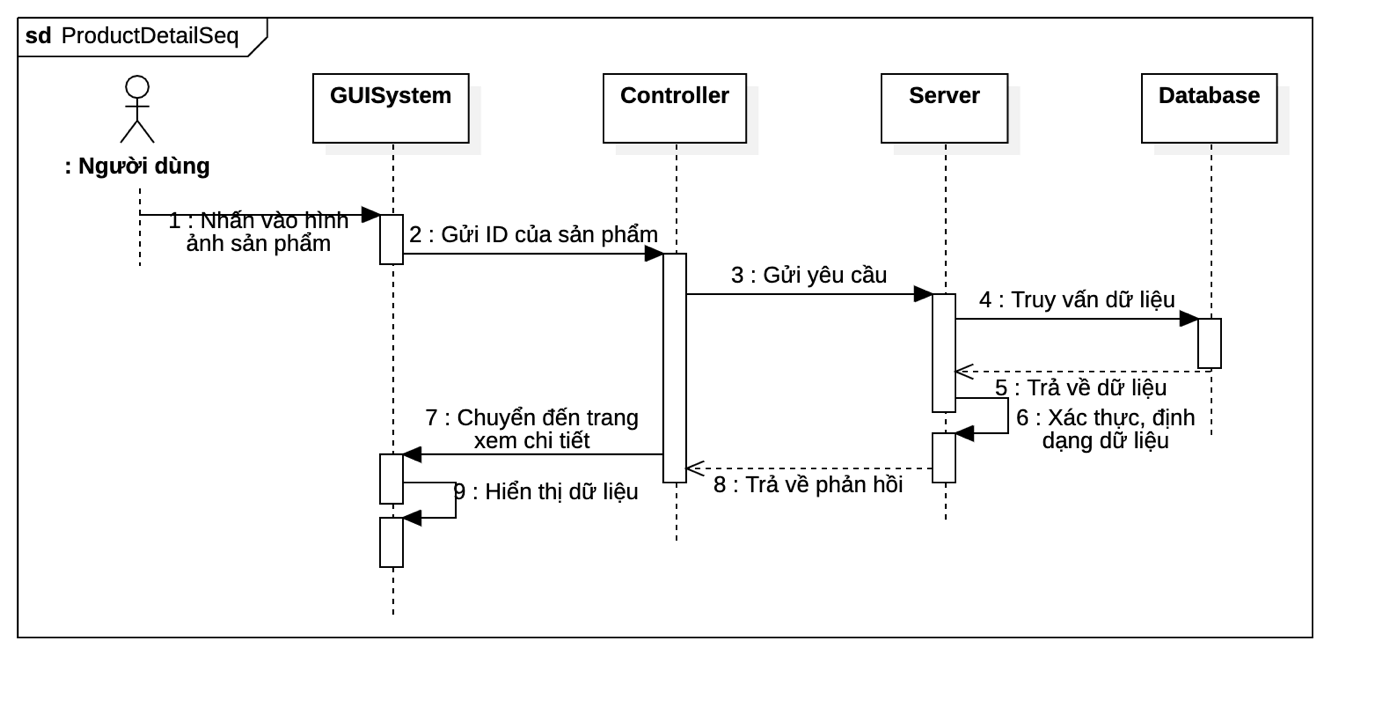 sd ProductDetailSeq
GUISystem
Controller
Server
Database
: Người dùng
1 : Nhấn vào hình
ảnh sản phẩm
2 : Gửi ID của sản phẩm
3 : Gửi yêu cầu
4 : Truy vấn dữ liệu
5 : Trả về dữ liệu
6 : Xác thực, định
dạng dữ liệu
7 : Chuyển đến trang
xem chi tiết
8 : Trả về phản hồi
9 : Hiển thị dữ liệu